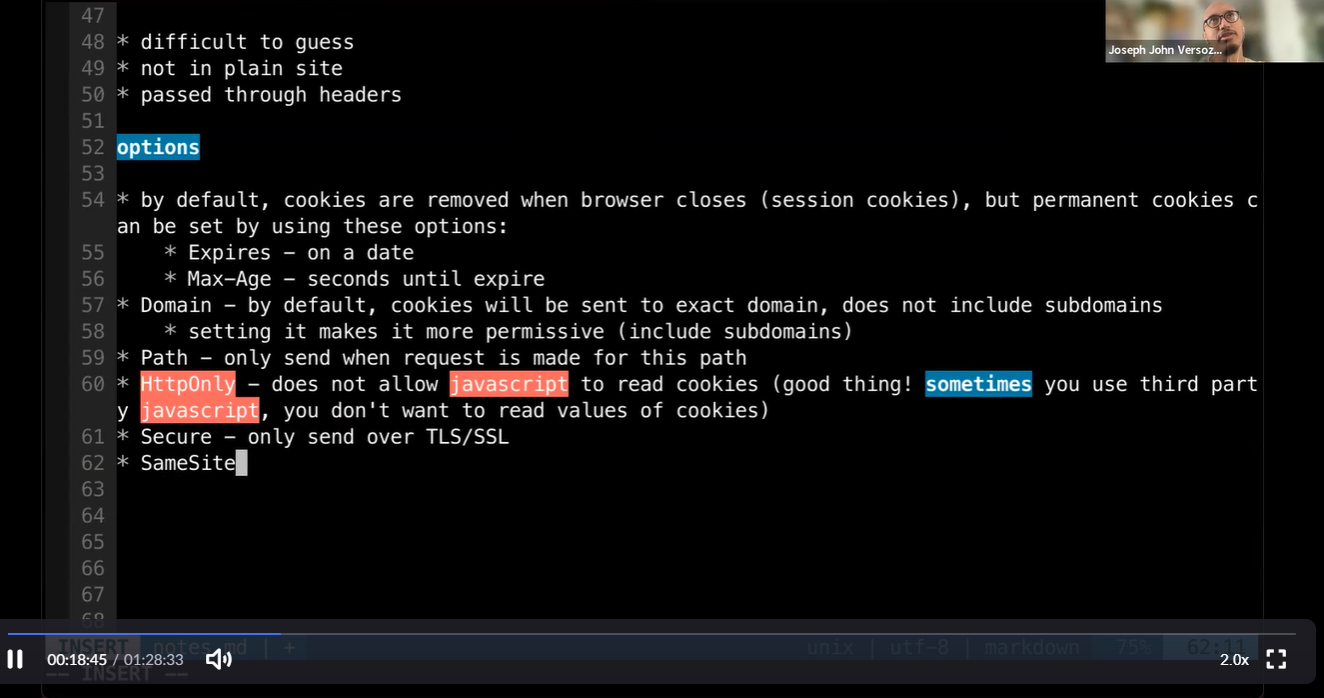 47
48 * difficult to guess
49 * not in plain site
50 * passed through headers
51
52 options
53
54 * by default, cookies are removed when browser closes (session cookies), but permanent cookies c
an be set by using these options:
55     * Expires - on a date
56     * Max-Age - seconds until expire
57 * Domain - by default, cookies will be sent to exact domain, does not include subdomains
58     * setting it makes it more permissive (include subdomains)
59 * Path - only send when request is made for this path
60 * HttpOnly - does not allow javascript to read cookies (good thing! sometimes you use third part
y javascript, you don't want to read values of cookies)
61 * Secure - only send over TLS/SSL
62 * SameSite
63
64
65
66
67
68
INSERT notes.md | + unix | utf-8 | markdown 75% 62:11
00:18:45 / 01:28:33 2.0x
-- INSERT --
Joseph John Versoz...